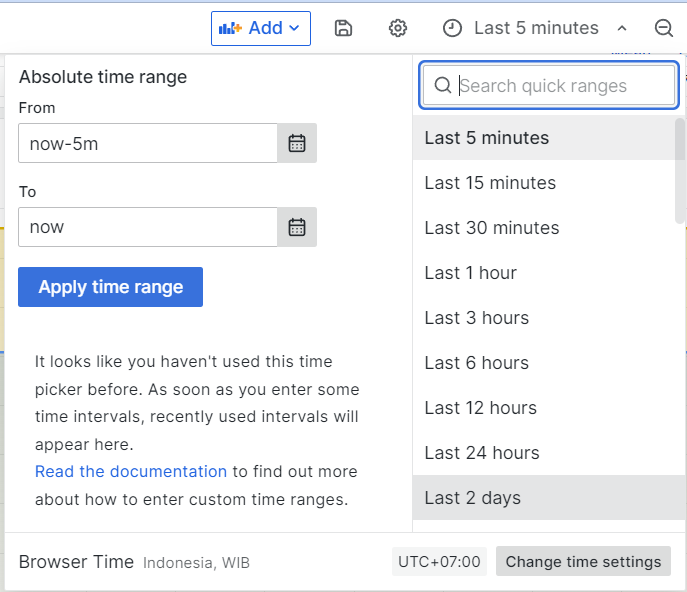 Add
Last 5 minutes
Absolute time range
From
now-5m
To
now
Apply time range
It looks like you haven't used this time
picker before. As soon as you enter some
time intervals, recently used intervals will
appear here.
Read the documentation to find out more
about how to enter custom time ranges.
Search quick ranges
Last 5 minutes
Last 15 minutes
Last 30 minutes
Last 1 hour
Last 3 hours
Last 6 hours
Last 12 hours
Last 24 hours
Last 2 days
Browser Time Indonesia, WIB
UTC+07:00
Change time settings